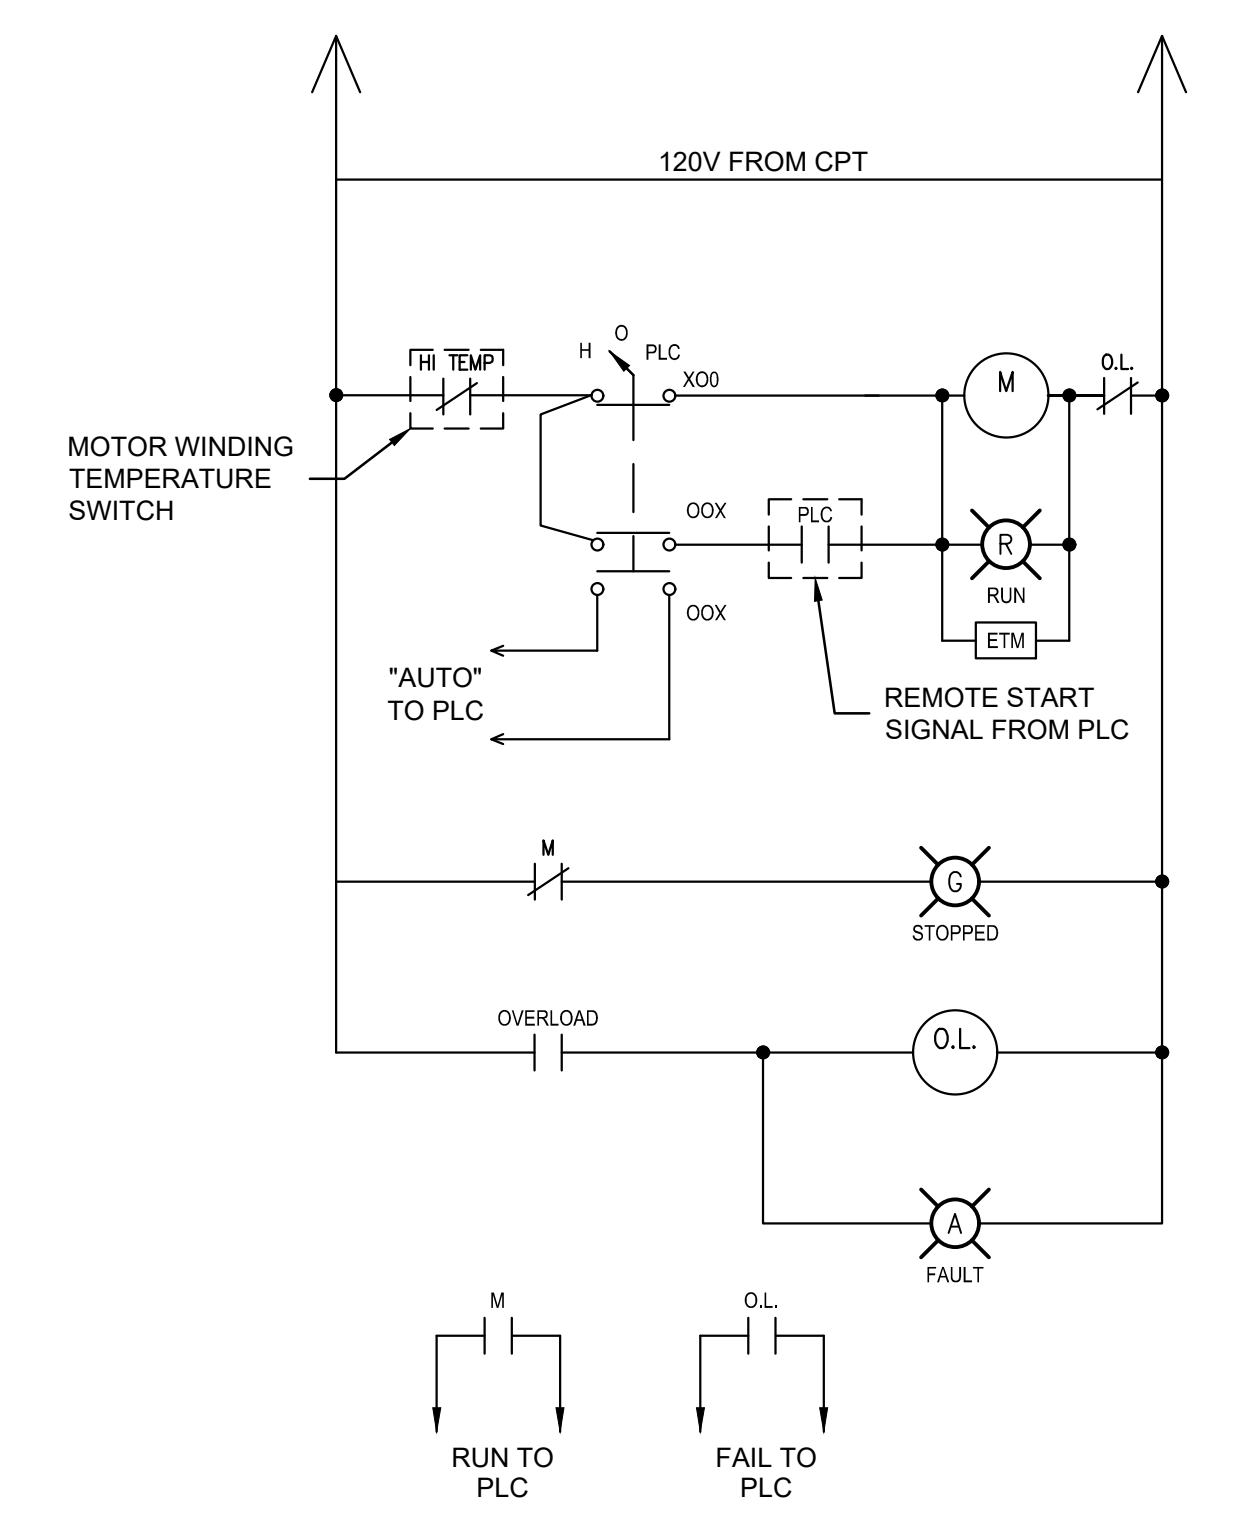 120V FROM CPT
H
O
PLC
HI TEMP
XO0
M
O.L.
MOTOR WINDING
TEMPERATURE
SWITCH
OOX
PLC
R
RUN
OOX
ETM
"AUTO"
TO PLC
REMOTE START
SIGNAL FROM PLC
M
G
STOPPED
OVERLOAD
O.L.
A
FAULT
M
RUN TO
PLC
O.L.
FAIL TO
PLC